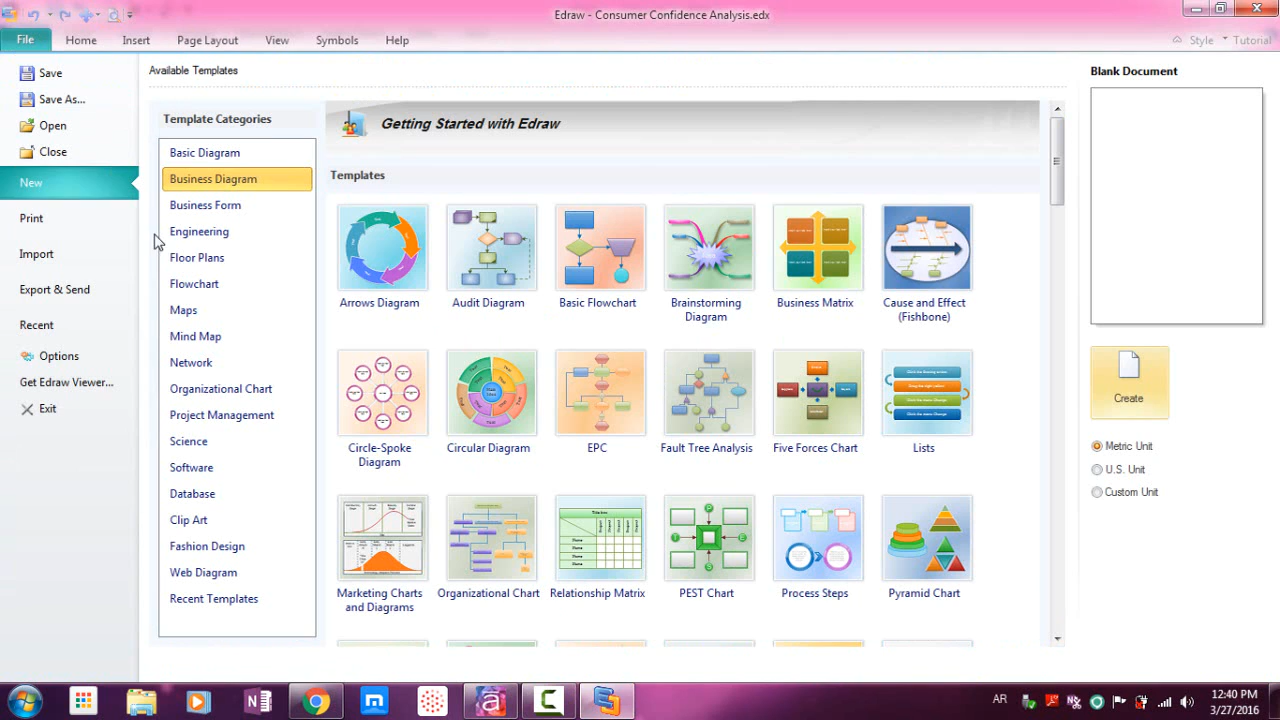 Edraw - Consumer Confidence Analysis.edx
File Home Insert Page Layout View Symbols Help Style Tutorial
Save
Save As...
Open
Close
New
Print
Import
Export & Send
Recent
Options
Get Edraw Viewer...
Exit
Available Templates
Template Categories
Basic Diagram
Business Diagram
Business Form
Engineering
Floor Plans
Flowchart
Maps
Mind Map
Network
Organizational Chart
Project Management
Science
Software
Database
Clip Art
Fashion Design
Web Diagram
Recent Templates
Getting Started with Edraw
Templates
Arrows Diagram
Audit Diagram
Basic Flowchart
Brainstorming
Diagram
Business Matrix
Cause and Effect
(Fishbone)
Circle-Spoke
Diagram
Circular Diagram
EPC
Fault Tree Analysis
Five Forces Chart
Lists
Marketing Charts
and Diagrams
Organizational Chart
Relationship Matrix
PEST Chart
Process Steps
Pyramid Chart
Blank Document
Create
Metric Unit
U.S. Unit
Custom Unit
AR
12:40 PM
3/27/2016